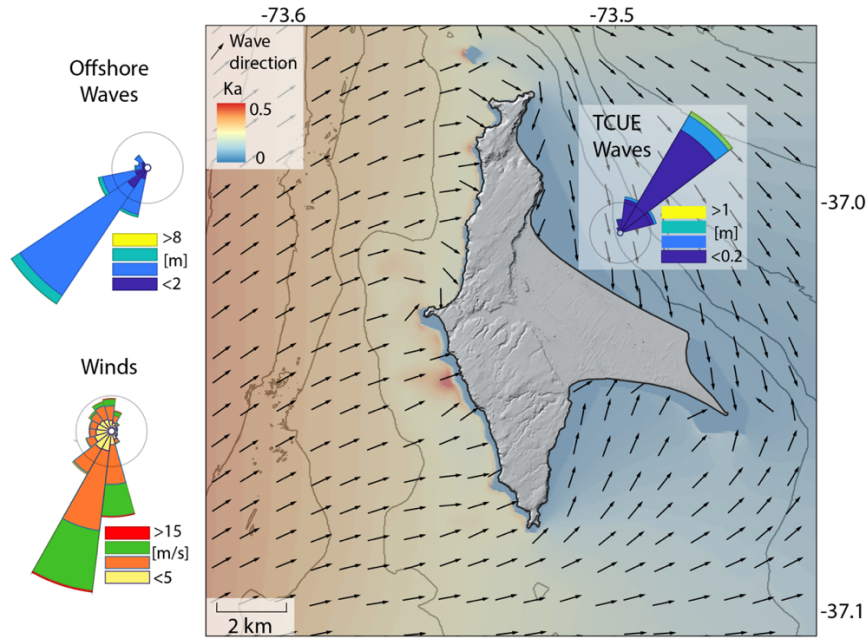 -73.6
-73.5
Offshore
Waves
Wave
direction
Ka
0.5
0
TCUE
Waves
>1
[m]
<0.2
-37.0
>8
[m]
<2
Winds
>15
[m/s]
<5
2 km
-37.1